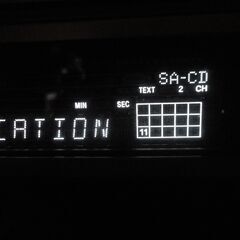 SA-CD
TEXT 2 CH
MIN SEC
CATION
11